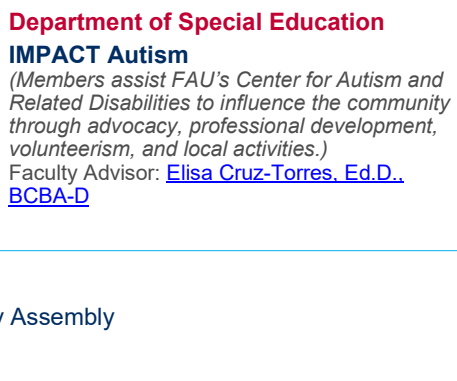 Department of Special Education
IMPACT Autism
(Members assist FAU's Center for Autism and
Related Disabilities to influence the community
through advocacy, professional development,
volunteerism, and local activities.)
Faculty Advisor: Elisa Cruz-Torres, Ed.D.,
BCBA-D
Assembly